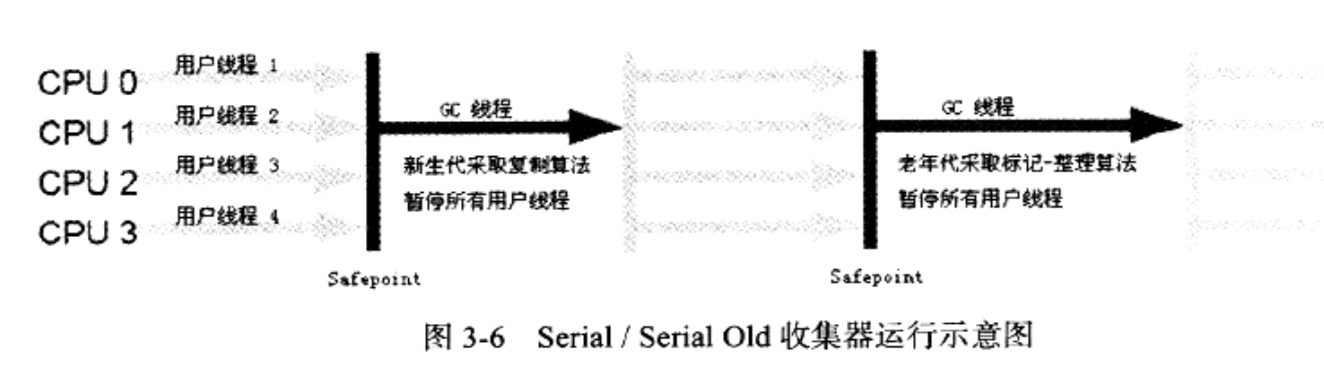 CPU 0 用户线程 1
CPU 1 用户线程 2
CPU 2 用户线程 3
CPU 3 用户线程 4
GC 线程
新生代采取复制算法
暂停所有用户线程
Safepoint
GC 线程
老年代采取标记-整理算法
暂停所有用户线程
Safepoint
图 3-6 Serial / Serial Old 收集器运行示意图